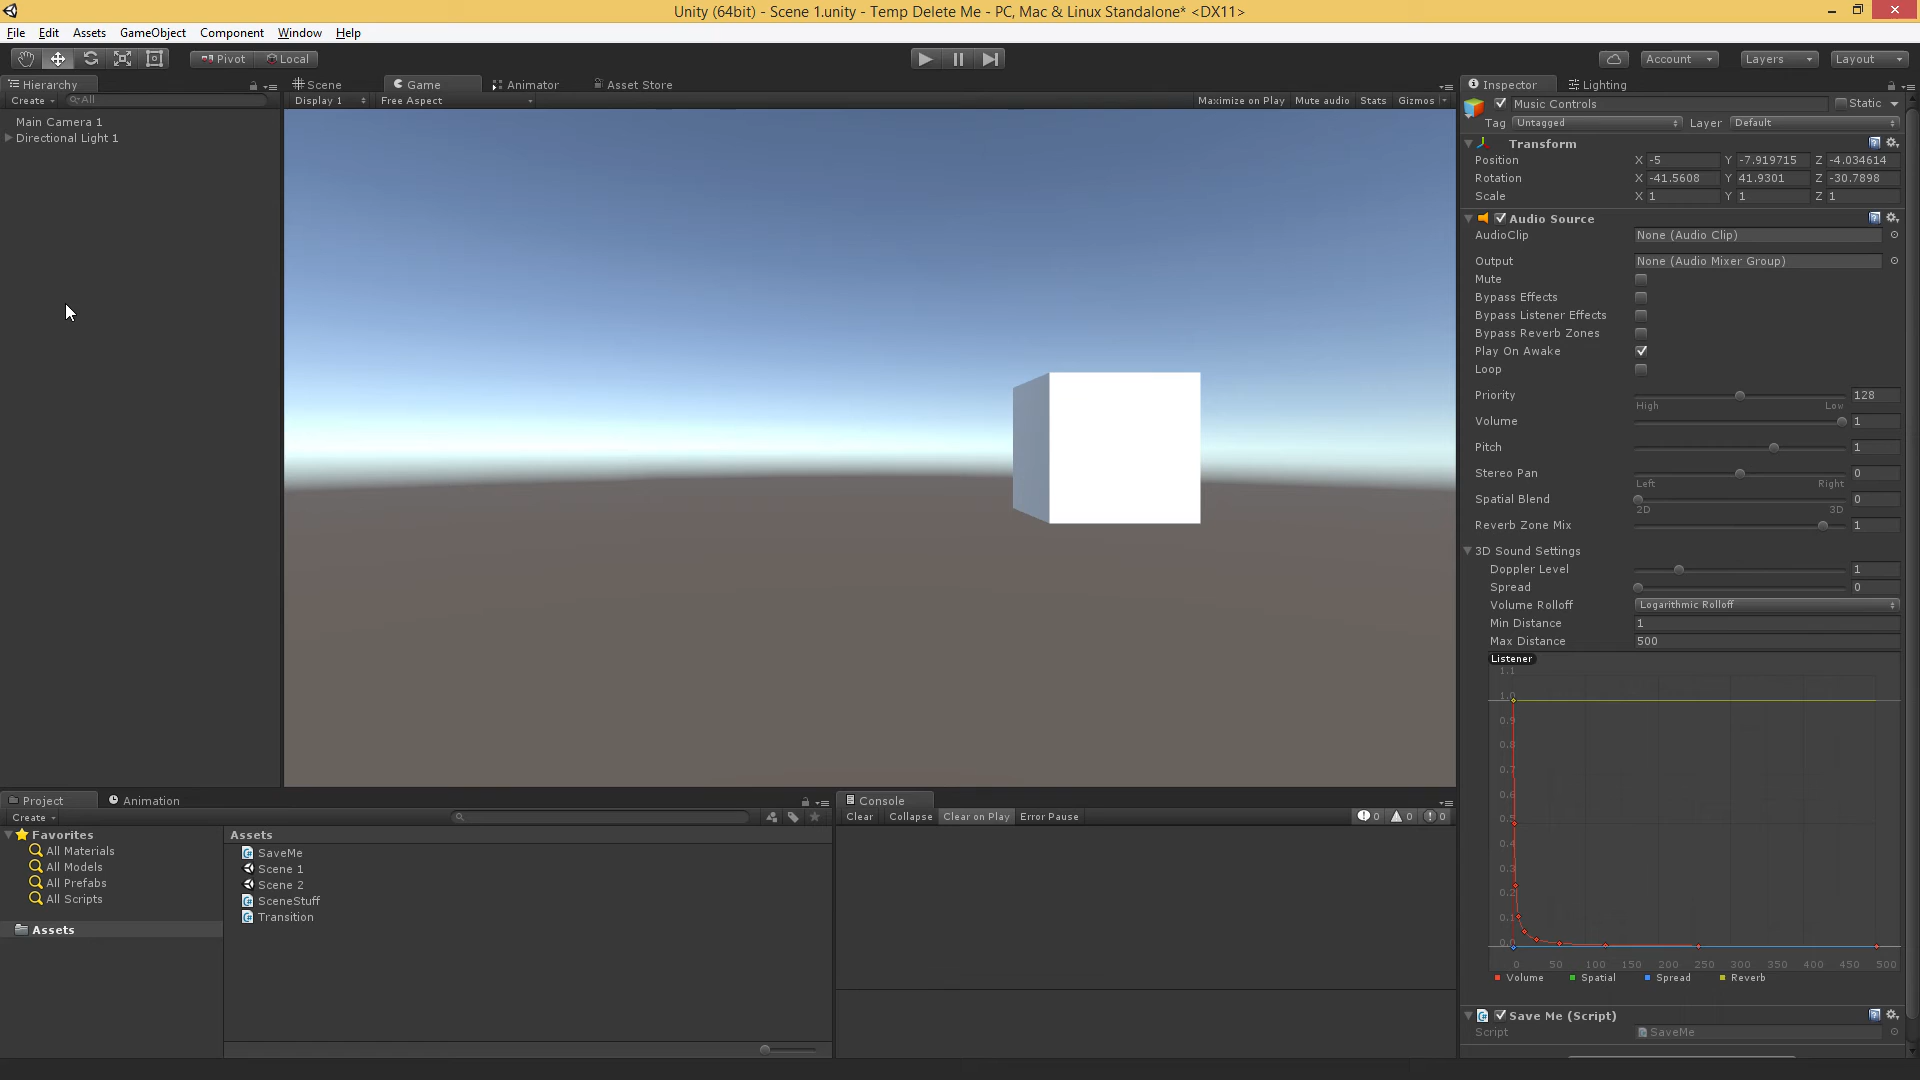 Unity (64bit) - Scene 1.unity - Temp Delete Me - PC, Mac & Linux Standalone* <DX11>
File Edit Assets GameObject Component Window Help
Pivot Local Account Layers Layout
Hierarchy Scene Game Animator Asset Store Inspector Lighting
Create All Display 1 Free Aspect Maximize on Play Mute audio Stats Gizmos
Main Camera 1
Directional Light 1
Music Controls Static
Tag Untagged Layer Default
Transform
Position X -5 Y -7.919715 Z -4.034614
Rotation X -41.5608 Y 41.9301 Z -30.7898
Scale X 1 Y 1 Z 1
Audio Source
AudioClip None (Audio Clip)
Output None (Audio Mixer Group)
Mute
Bypass Effects
Bypass Listener Effects
Bypass Reverb Zones
Play On Awake
Loop
Priority 128
High Low
Volume 1
Pitch 1
Stereo Pan 0
Left Right
Spatial Blend 0
2D 3D
Reverb Zone Mix 1
3D Sound Settings
Doppler Level 1
Spread 0
Volume Rolloff Logarithmic Rolloff
Min Distance 1
Max Distance 500
Listener
1.1
1.0
0.9
0.8
0.7
0.6
0.5
0.4
0.3
0.2
0.1
0.0
0 50 100 150 200 250 300 350 400 450 500
Volume Spatial Spread Reverb
Save Me (Script)
Script SaveMe
Project Animation
Create
Favorites
All Materials
All Models
All Prefabs
All Scripts
Assets
Assets
SaveMe
Scene 1
Scene 2
SceneStuff
Transition
Console
Clear Collapse Clear on Play Error Pause 0 0 0